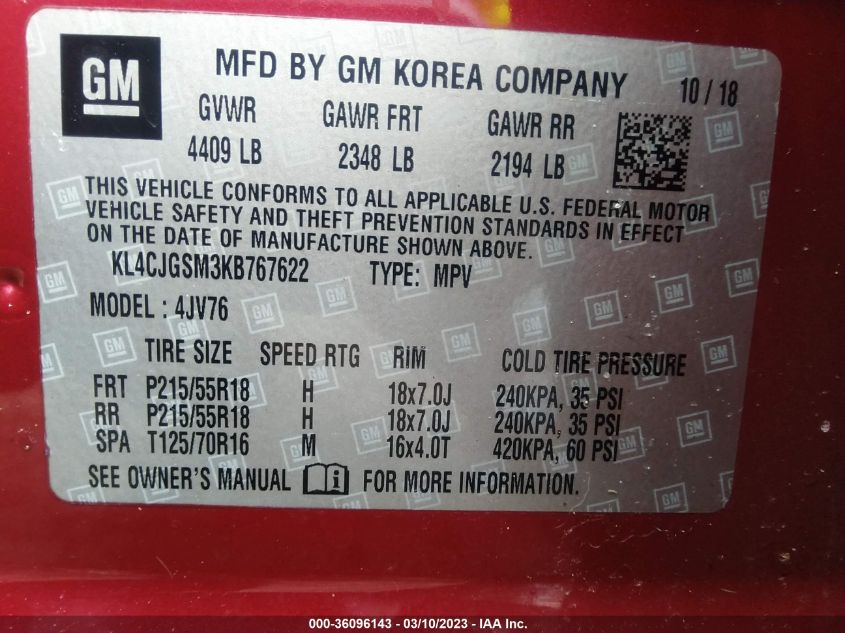 GM
MFD BY GM KOREA COMPANY 10 / 18
GVWR GAWR FRT GAWR RR
4409 LB 2348 LB 2194 LB
THIS VEHICLE CONFORMS TO ALL APPLICABLE U.S. FEDERAL MOTOR
VEHICLE SAFETY AND THEFT PREVENTION STANDARDS IN EFFECT
ON THE DATE OF MANUFACTURE SHOWN ABOVE.
KL4CJGSM3KB767622 TYPE: MPV
MODEL : 4JV76
TIRE SIZE SPEED RTG RIM COLD TIRE PRESSURE
FRT P215/55R18 H 18x7.0J 240KPA, 35 PSI
RR P215/55R18 H 18x7.0J 240KPA, 35 PSI
SPA T125/70R16 M 16x4.0T 420KPA, 60 PSI
SEE OWNER'S MANUAL FOR MORE INFORMATION.
000-36096143 - 03/10/2023 - IAA Inc.